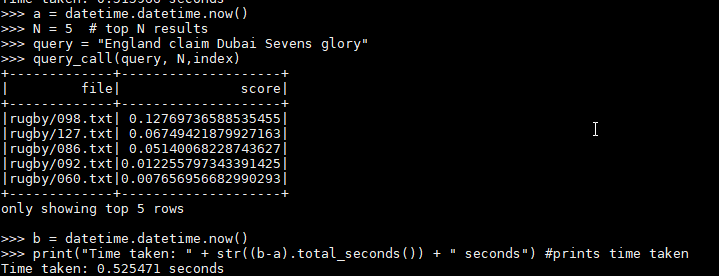 Time taken: 0.515906 seconds
>>> a = datetime.datetime.now()
>>> N = 5  # top N results
>>> query = "England claim Dubai Sevens glory"
>>> query_call(query, N,index)
+-------------+--------------------+
|         file|               score|
+-------------+--------------------+
|rugby/098.txt| 0.12769736588535455|
|rugby/127.txt| 0.06749421879927163|
|rugby/086.txt| 0.05140068228743627|
|rugby/092.txt|0.012255797343391425|
|rugby/060.txt|0.007656956682990293|
+-------------+--------------------+
only showing top 5 rows

>>> b = datetime.datetime.now()
>>> print("Time taken: " + str((b-a).total_seconds()) + " seconds") #prints time taken
Time taken: 0.525471 seconds